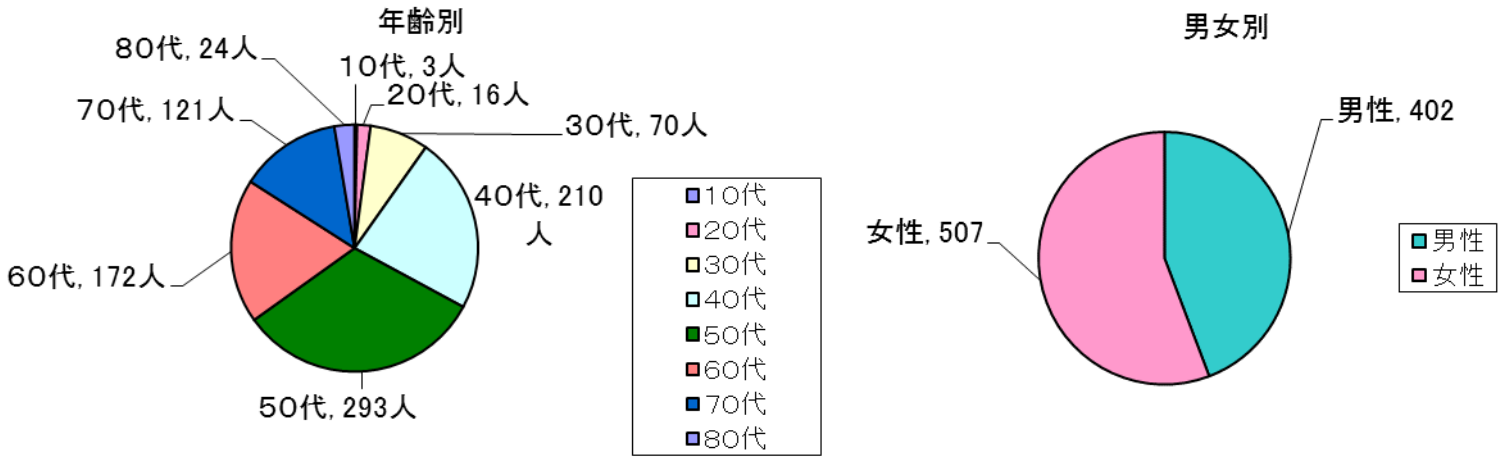 年齢別
80代, 24人
10代, 3人
20代, 16人
70代, 121人
30代, 70人
40代, 210
人
60代, 172人
50代, 293人
10代
20代
30代
40代
50代
60代
70代
80代
男女別
男性, 402
女性, 507
男性
女性